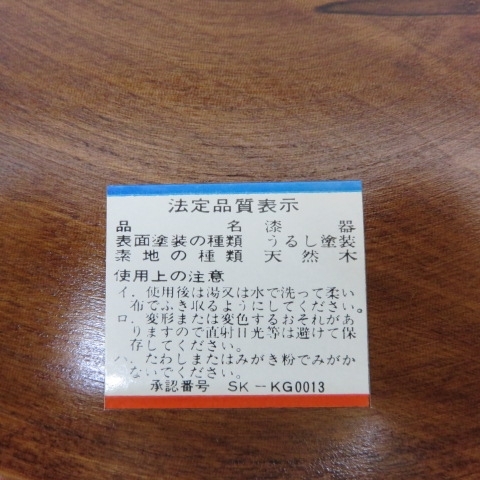 法定品質表示
品名 漆器
表面塗装の種類 うるし塗装
素地の種類 天然木
使用上の注意
イ．使用後は湯又は水で洗って柔い
布でふき取るようにしてください。
ロ．変形または変色するおそれがあ
りますので直射日光等は避けて保
存してください。
ハ．たわしまたはみがき粉でみがか
ないでください。
承認番号 SK－KG0013